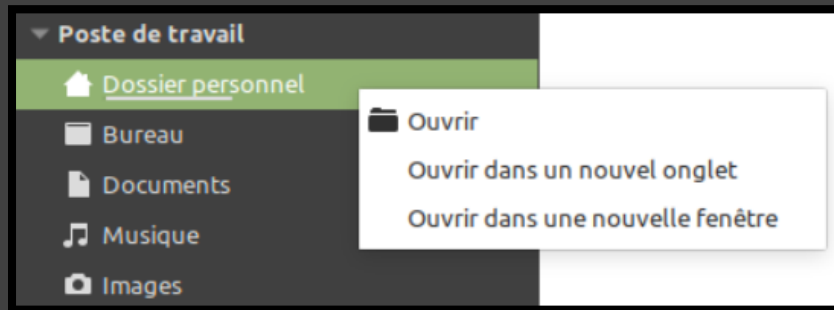 Poste de travail
Dossier personnel
Bureau
Documents
Musique
Images
Ouvrir
Ouvrir dans un nouvel onglet
Ouvrir dans une nouvelle fenêtre